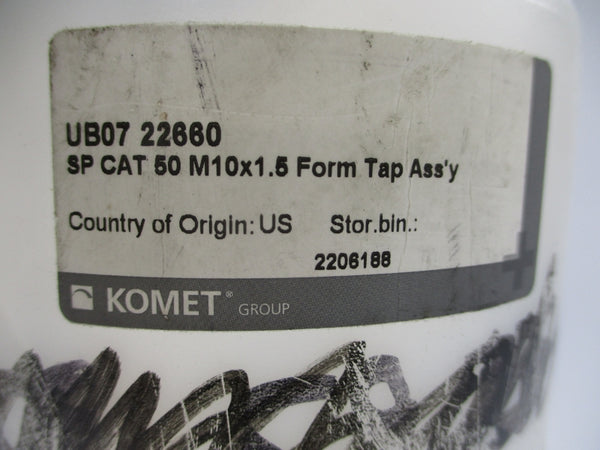 UB07 22660
SP CAT 50 M10x1.5 Form Tap Ass'y
Country of Origin: US Stor.bin.:
2206188
KOMET® GROUP